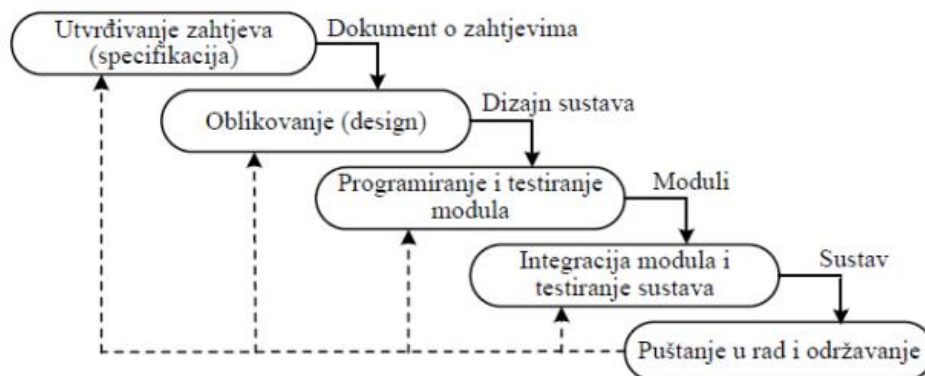 Utvrđivanje zahtjeva
(specifikacija)
Dokument o zahtjevima
Oblikovanje (design)
Dizajn sustava
Programiranje i testiranje
modula
Moduli
Integracija modula i
testiranje sustava
Sustav
Puštanje u rad i održavanje